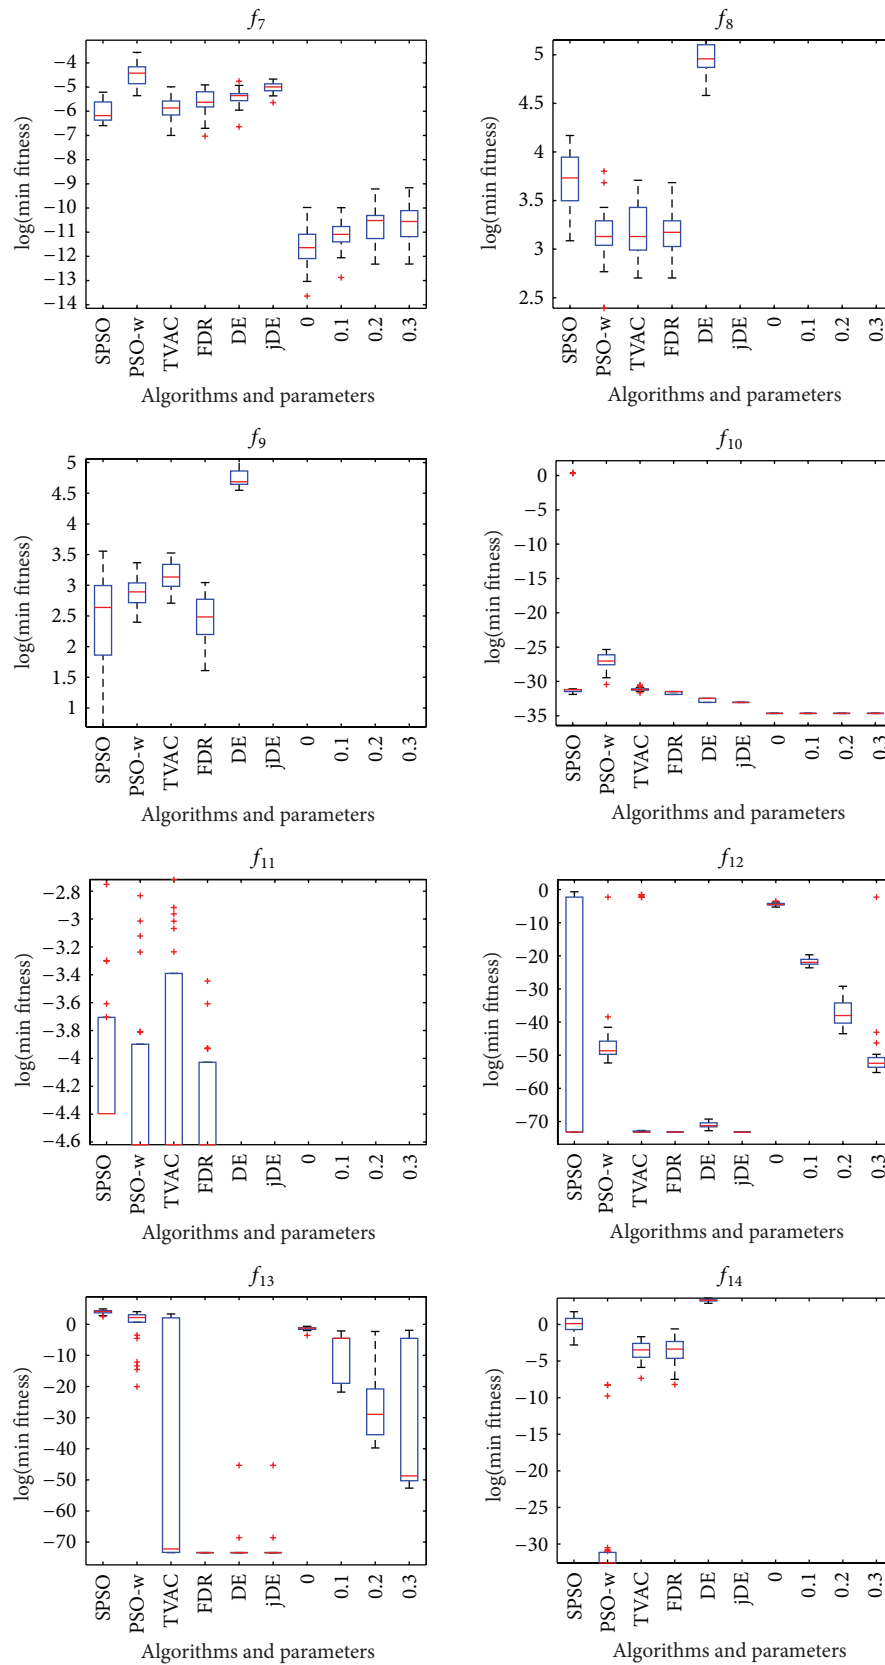 f7
log(min fitness)
−4
−5
−6
−7
−8
−9
−10
−11
−12
−13
−14
SPSO
PSO-w
TVAC
FDR
DE
jDE
0
0.1
0.2
0.3
Algorithms and parameters
f8
log(min fitness)
5
4.5
4
3.5
3
2.5
SPSO
PSO-w
TVAC
FDR
DE
jDE
0
0.1
0.2
0.3
Algorithms and parameters
f9
log(min fitness)
5
4.5
4
3.5
3
2.5
2
1.5
1
SPSO
PSO-w
TVAC
FDR
DE
jDE
0
0.1
0.2
0.3
Algorithms and parameters
f10
log(min fitness)
0
−5
−10
−15
−20
−25
−30
−35
SPSO
PSO-w
TVAC
FDR
DE
jDE
0
0.1
0.2
0.3
Algorithms and parameters
f11
log(min fitness)
−2.8
−3
−3.2
−3.4
−3.6
−3.8
−4
−4.2
−4.4
−4.6
SPSO
PSO-w
TVAC
FDR
DE
jDE
0
0.1
0.2
0.3
Algorithms and parameters
f12
log(min fitness)
0
−10
−20
−30
−40
−50
−60
−70
SPSO
PSO-w
TVAC
FDR
DE
jDE
0
0.1
0.2
0.3
Algorithms and parameters
f13
log(min fitness)
0
−10
−20
−30
−40
−50
−60
−70
SPSO
PSO-w
TVAC
FDR
DE
jDE
0
0.1
0.2
0.3
Algorithms and parameters
f14
log(min fitness)
0
−5
−10
−15
−20
−25
−30
SPSO
PSO-w
TVAC
FDR
DE
jDE
0
0.1
0.2
0.3
Algorithms and parameters